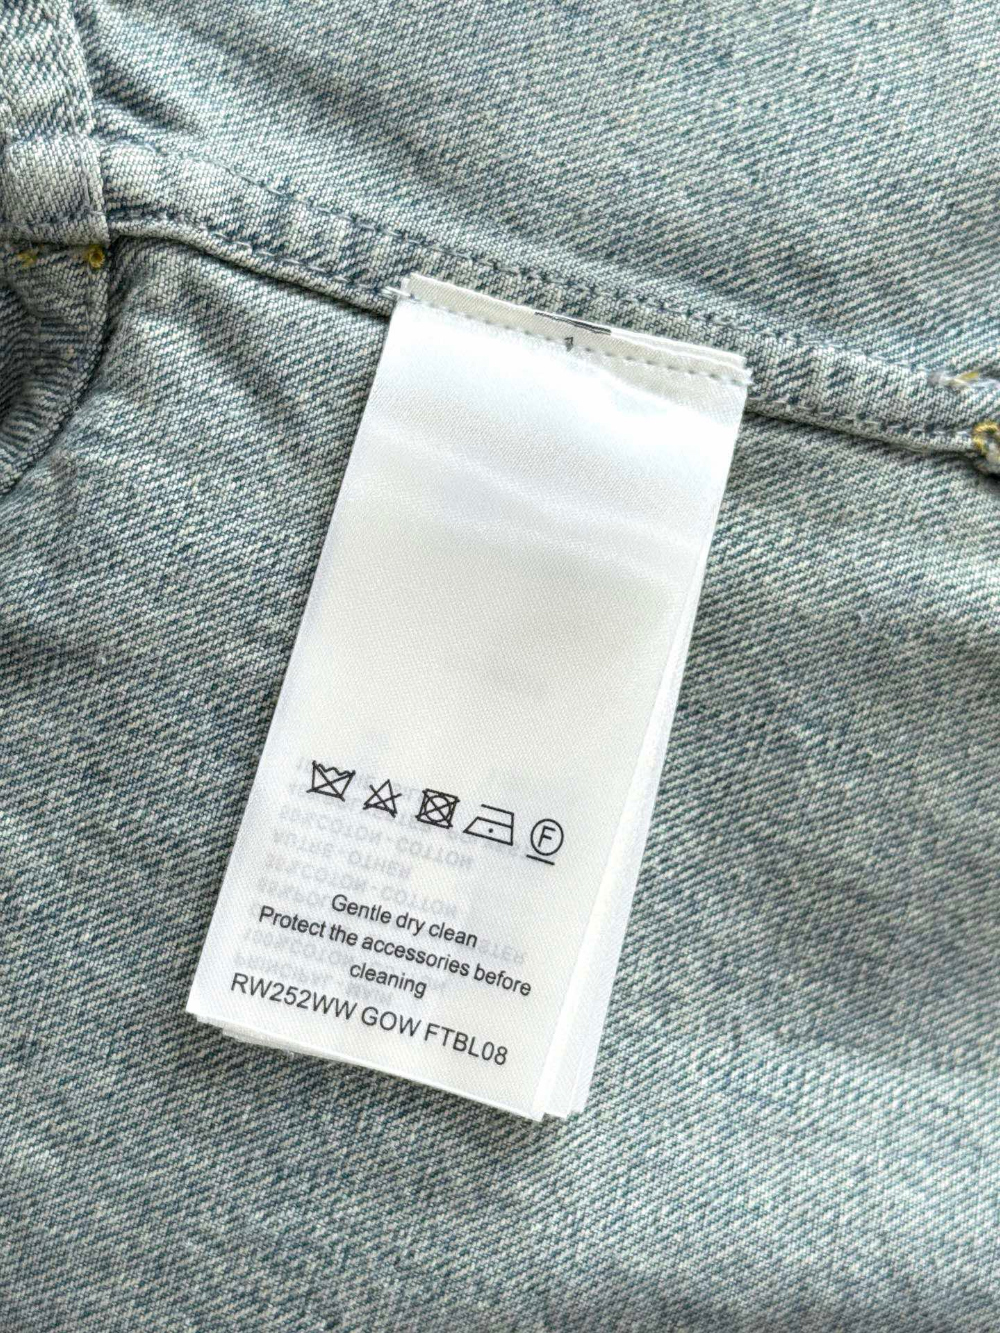 F
Gentle dry clean
Protect the accessories before
cleaning
RW252WW GOW FTBL08